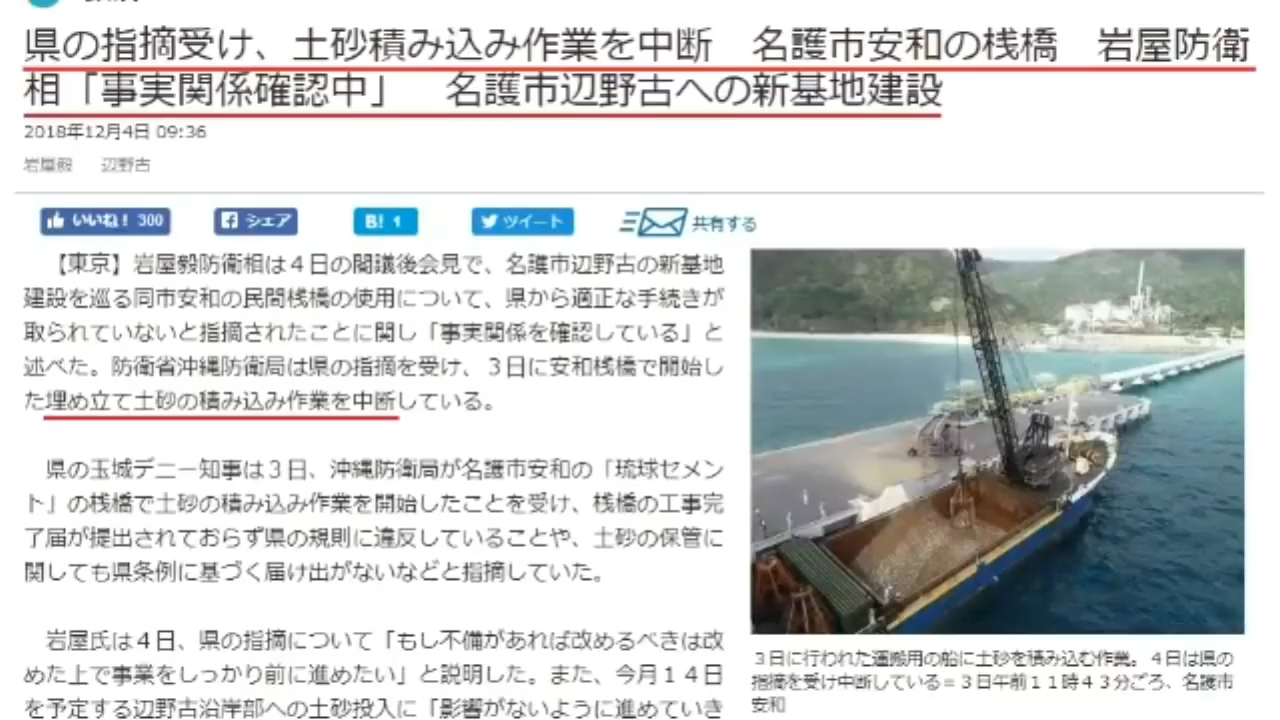 県の指摘受け、土砂積み込み作業を中断　名護市安和の桟橋　岩屋防衛
相「事実関係確認中」　名護市辺野古への新基地建設
2018年12月4日 09:36
岩屋毅　辺野古
いいね！ 300
シェア
B! 1
ツイート
共有する
【東京】岩屋毅防衛相は４日の閣議後会見で、名護市辺野古の新基地
建設を巡る同市安和の民間桟橋の使用について、県から適正な手続きが
取られていないと指摘されたことに関し「事実関係を確認している」と
述べた。防衛省沖縄防衛局は県の指摘を受け、３日に安和桟橋で開始し
た埋め立て土砂の積み込み作業を中断している。
県の玉城デニー知事は３日、沖縄防衛局が名護市安和の「琉球セメン
ト」の桟橋で土砂の積み込み作業を開始したことを受け、桟橋の工事完
了届が提出されておらず県の規則に違反していることや、土砂の保管に
関しても県条例に基づく届け出がないなどと指摘していた。
岩屋氏は４日、県の指摘について「もし不備があれば改めるべきは改
めた上で事業をしっかり前に進めたい」と説明した。また、今月１４日
を予定する辺野古沿岸部への土砂投入に「影響がないように進めていき
３日に行われた運搬用の船に土砂を積み込む作業。４日は県の
指摘を受け中断している＝３日午前１１時４３分ごろ、名護市
安和